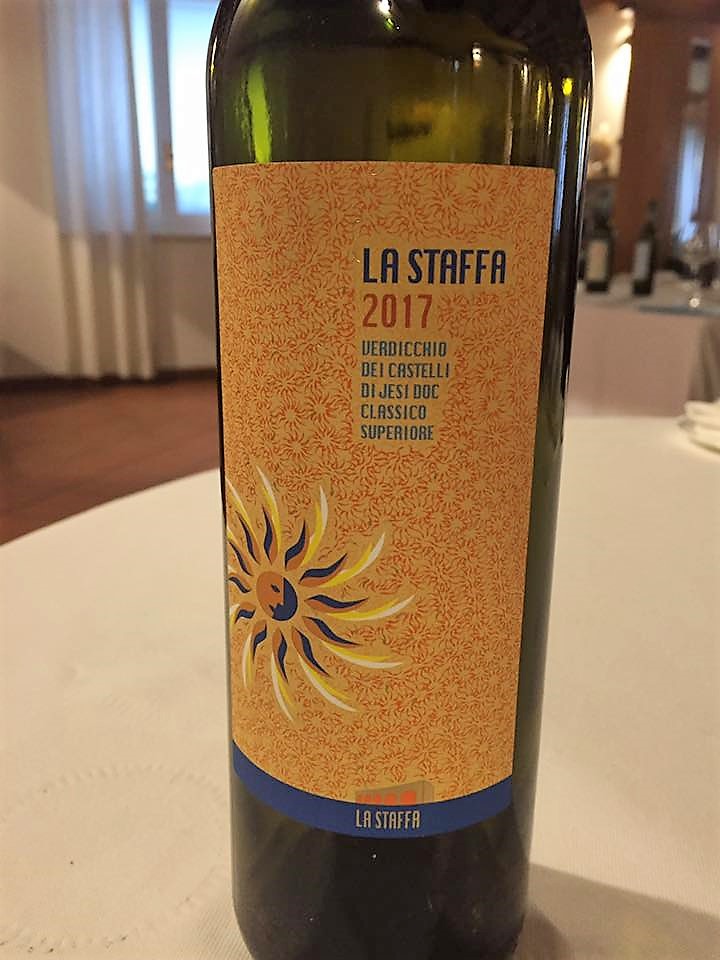 LA STAFFA
2017
VERDICCHIO
DEI CASTELLI
DI JESI DOC
CLASSICO
SUPERIORE
LA STAFFA